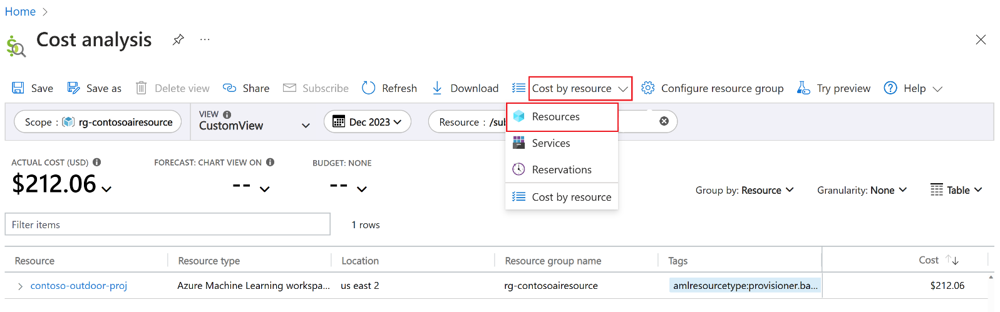 Home
Cost analysis
Save Save as Delete view Share Subscribe Refresh Download Cost by resource Configure resource group Try preview Help
Scope : rg-contosoairesource
VIEW
CustomView
Dec 2023
Resource : /sub
Resources
Services
Reservations
Cost by resource
ACTUAL COST (USD)
$212.06
FORECAST: CHART VIEW ON
--
BUDGET: NONE
--
Group by: Resource Granularity: None Table
Filter items
1 rows
Resource Resource type Location Resource group name Tags Cost
contoso-outdoor-proj Azure Machine Learning workspa... us east 2 rg-contosoairesource amlresourcetype:provisioner.ba... $212.06